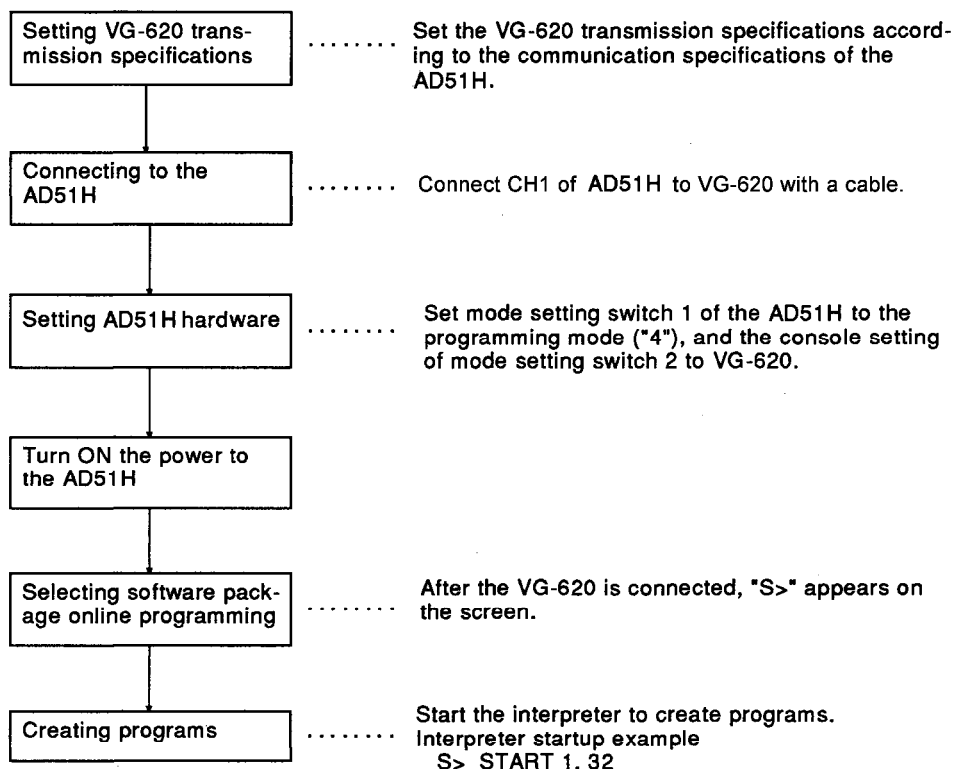 Setting VG-620 trans-
mission specifications
........ Set the VG-620 transmission specifications accord-
ing to the communication specifications of the
AD51H.
Connecting to the
AD51H
........ Connect CH1 of AD51H to VG-620 with a cable.
Setting AD51H hardware
........ Set mode setting switch 1 of the AD51H to the
programming mode ("4"), and the console setting
of mode setting switch 2 to VG-620.
Turn ON the power to
the AD51H
Selecting software pack-
age online programming
........ After the VG-620 is connected, "S>" appears on
the screen.
Creating programs
........ Start the interpreter to create programs.
Interpreter startup example
S> START 1, 32